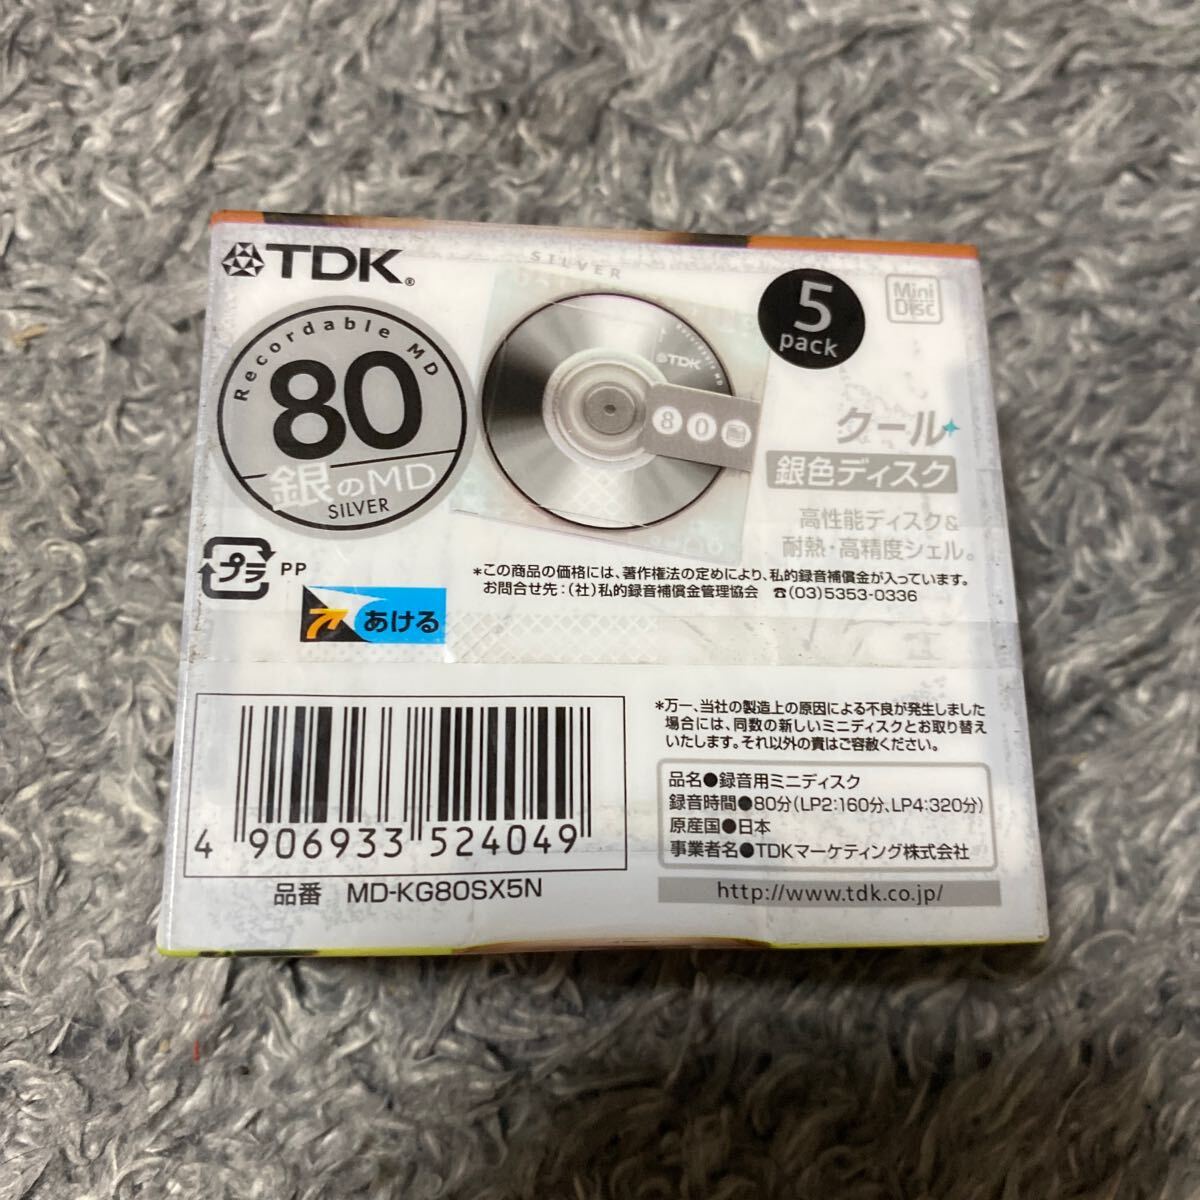 TDK®
SILVER
5
pack
Mini
Disc
Recordable MD
80
銀のMD
SILVER
TDK
RECORDABLE MD
80
クール
銀色ディスク
高性能ディスク&
耐熱・高精度シェル。
プラ PP
*この商品の価格には、著作権法の定めにより、私的録音補償金が入っています。
お問合せ先:(社)私的録音補償金管理協会 ☎(03)5353-0336
あける
4 906933 524049
品番 MD-KG80SX5N
*万一、当社の製造上の原因による不良が発生しました
場合には、同数の新しいミニディスクとお取り替え
いたします。それ以外の責はご容赦ください。
品名●録音用ミニディスク
録音時間●80分(LP2:160分、LP4:320分)
原産国●日本
事業者名●TDKマーケティング株式会社
http://www.tdk.co.jp/